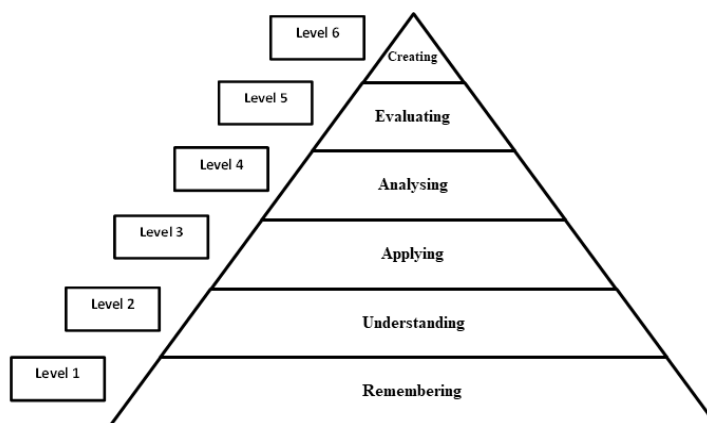 Level 6
Creating
Level 5
Evaluating
Level 4
Analysing
Level 3
Applying
Level 2
Understanding
Level 1
Remembering